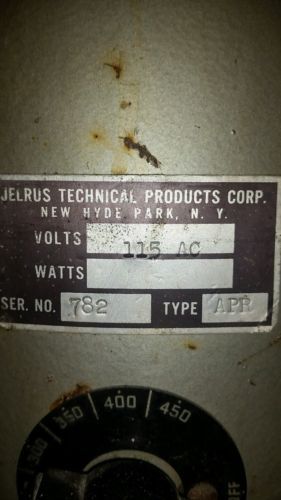 JELRUS TECHNICAL PRODUCTS CORP.
NEW HYDE PARK, N. Y.
VOLTS 115 AC
WATTS
SER. NO. 782 TYPE APR
300 350 400 450